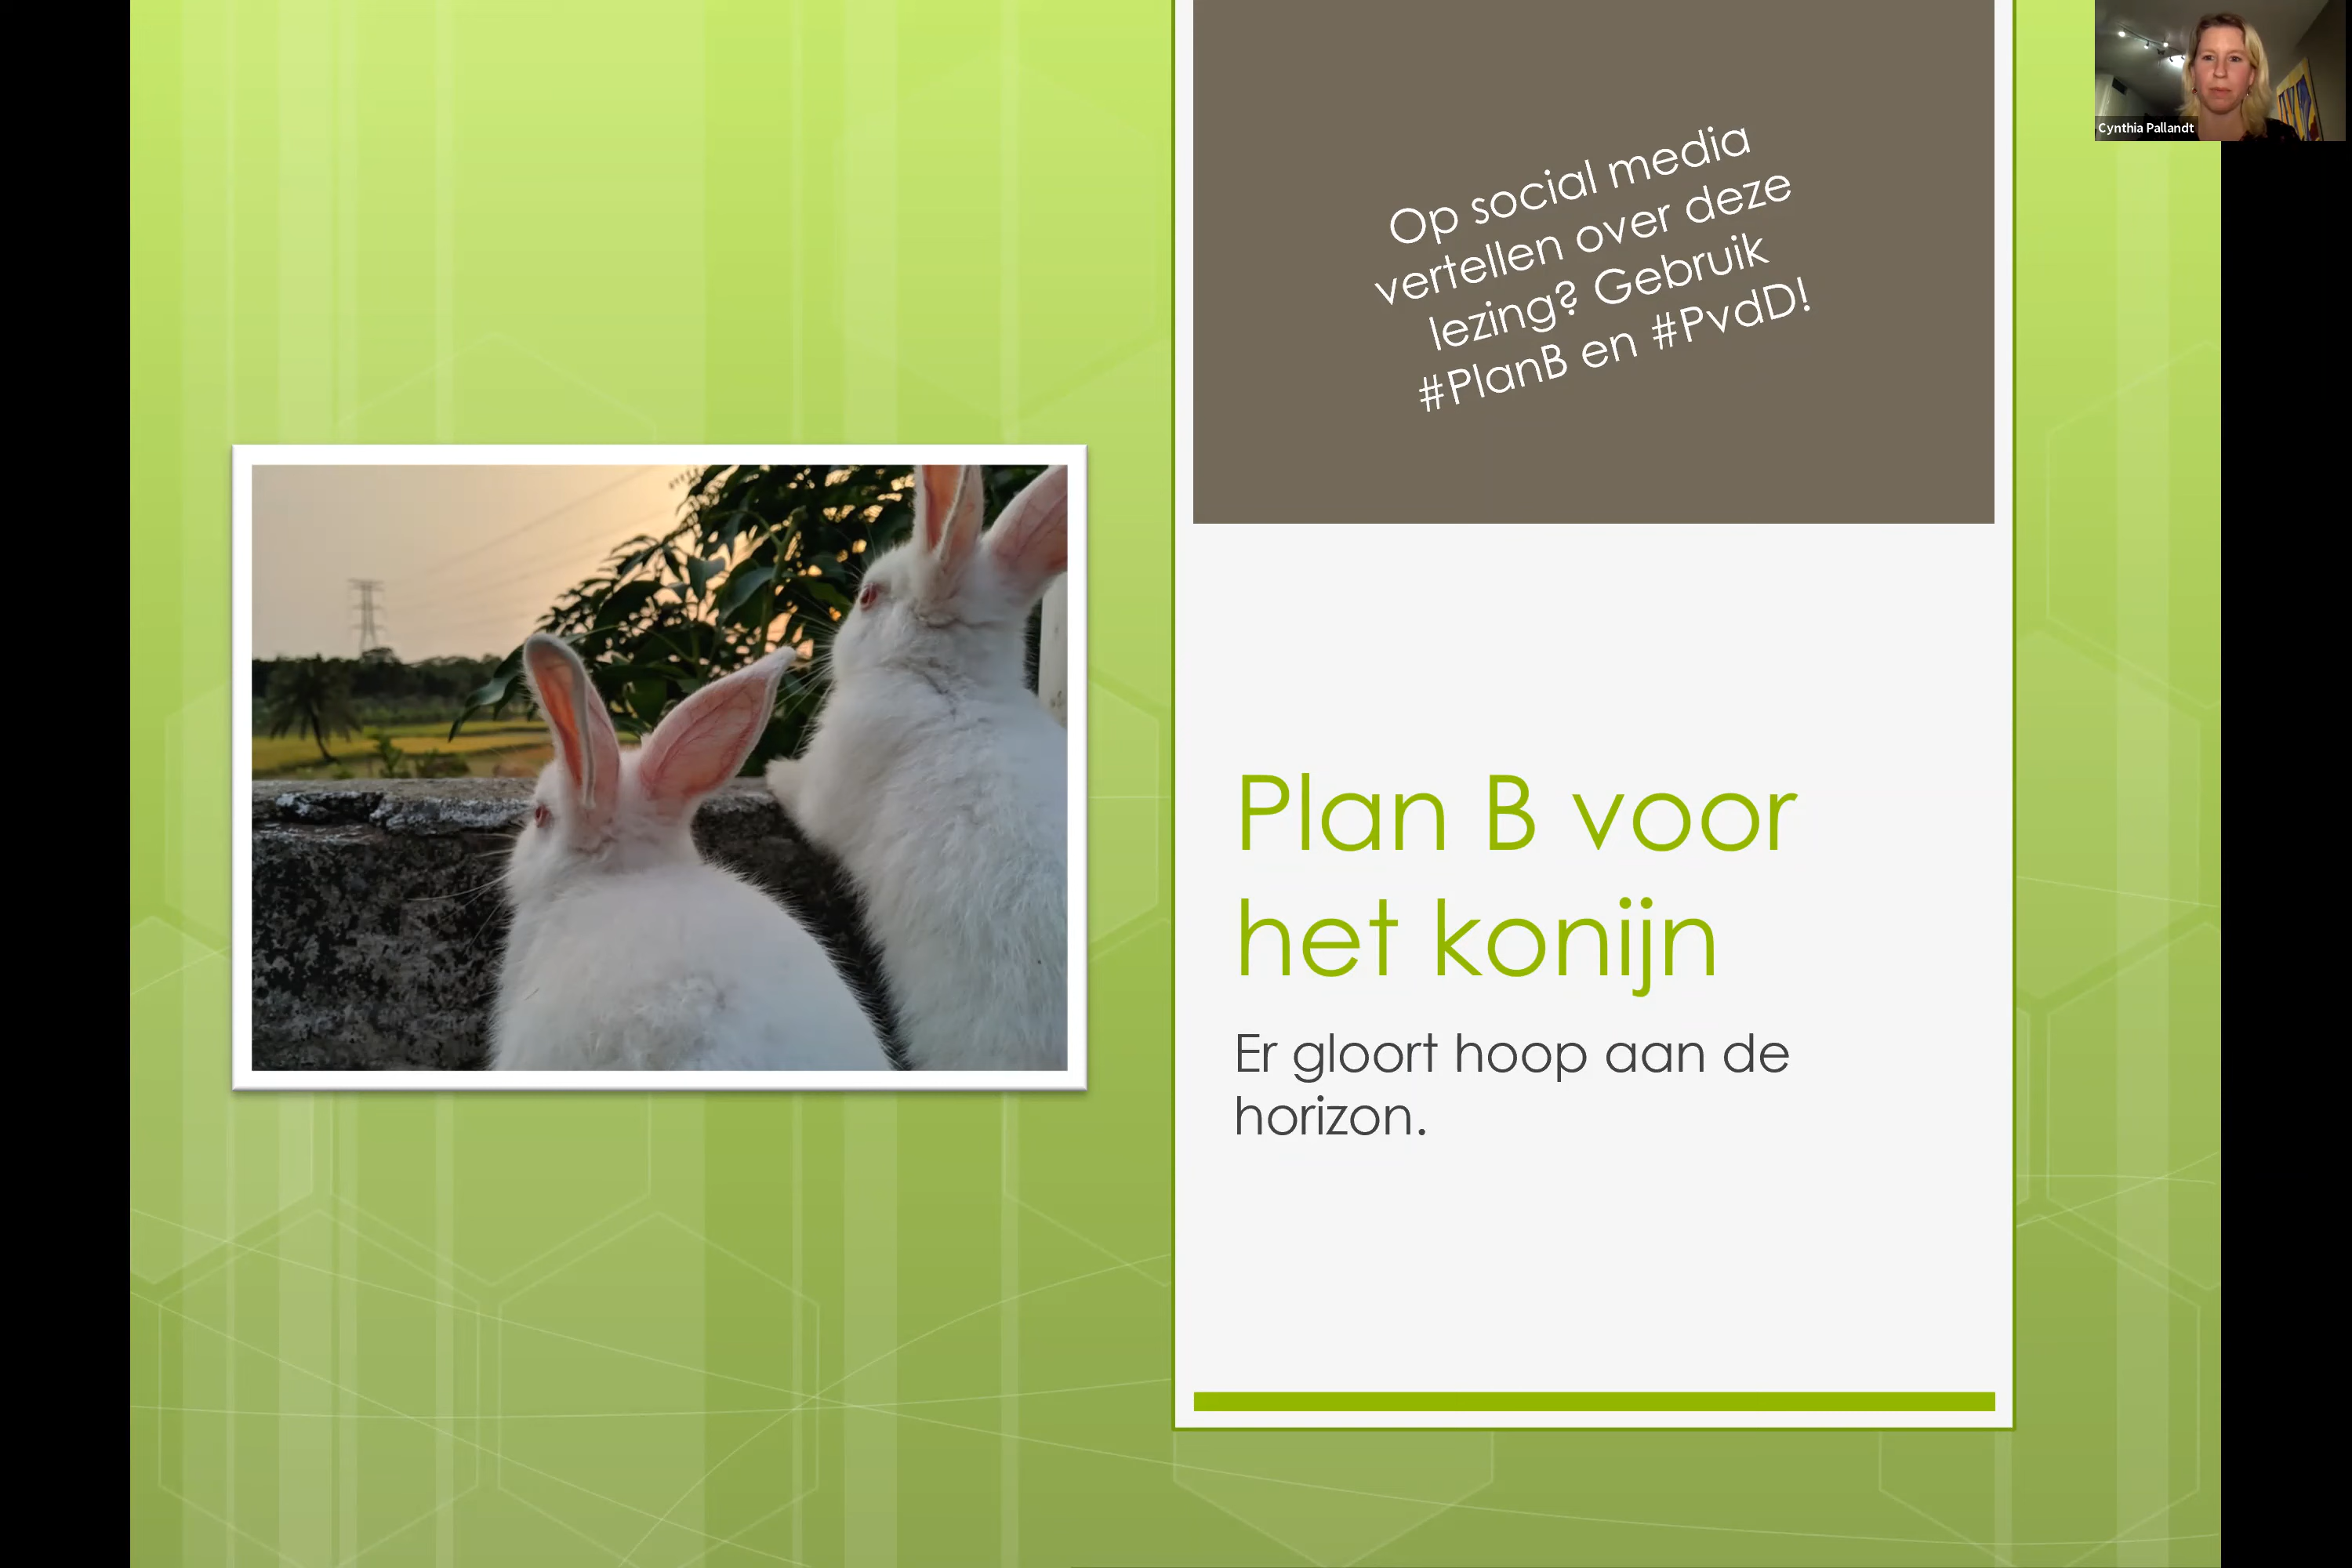 Op social media
vertellen over deze
lezing? Gebruik
#PlanB en #PvdD!
Cynthia Pallandt
Plan B voor
het konijn
Er gloort hoop aan de
horizon.